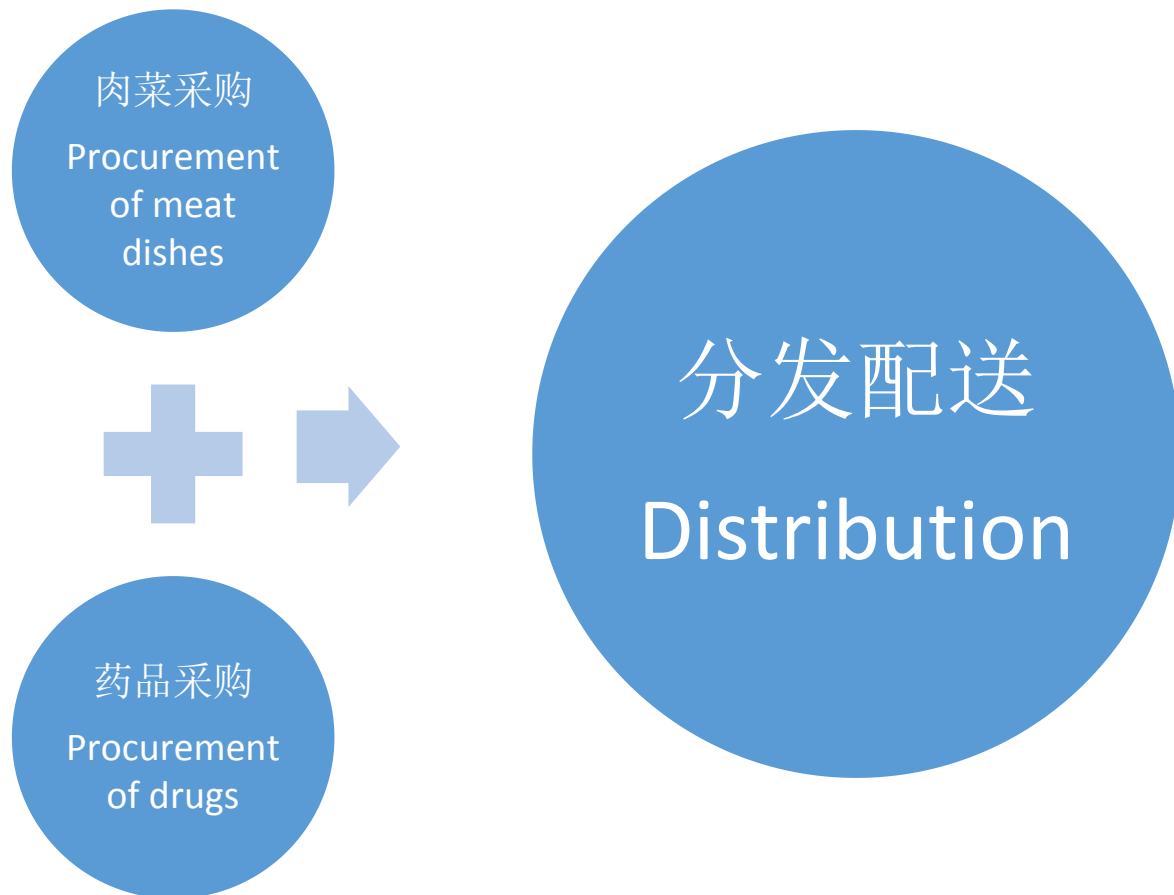 肉菜采购
Procurement
of meat
dishes
药品采购
Procurement
of drugs
分发配送
Distribution